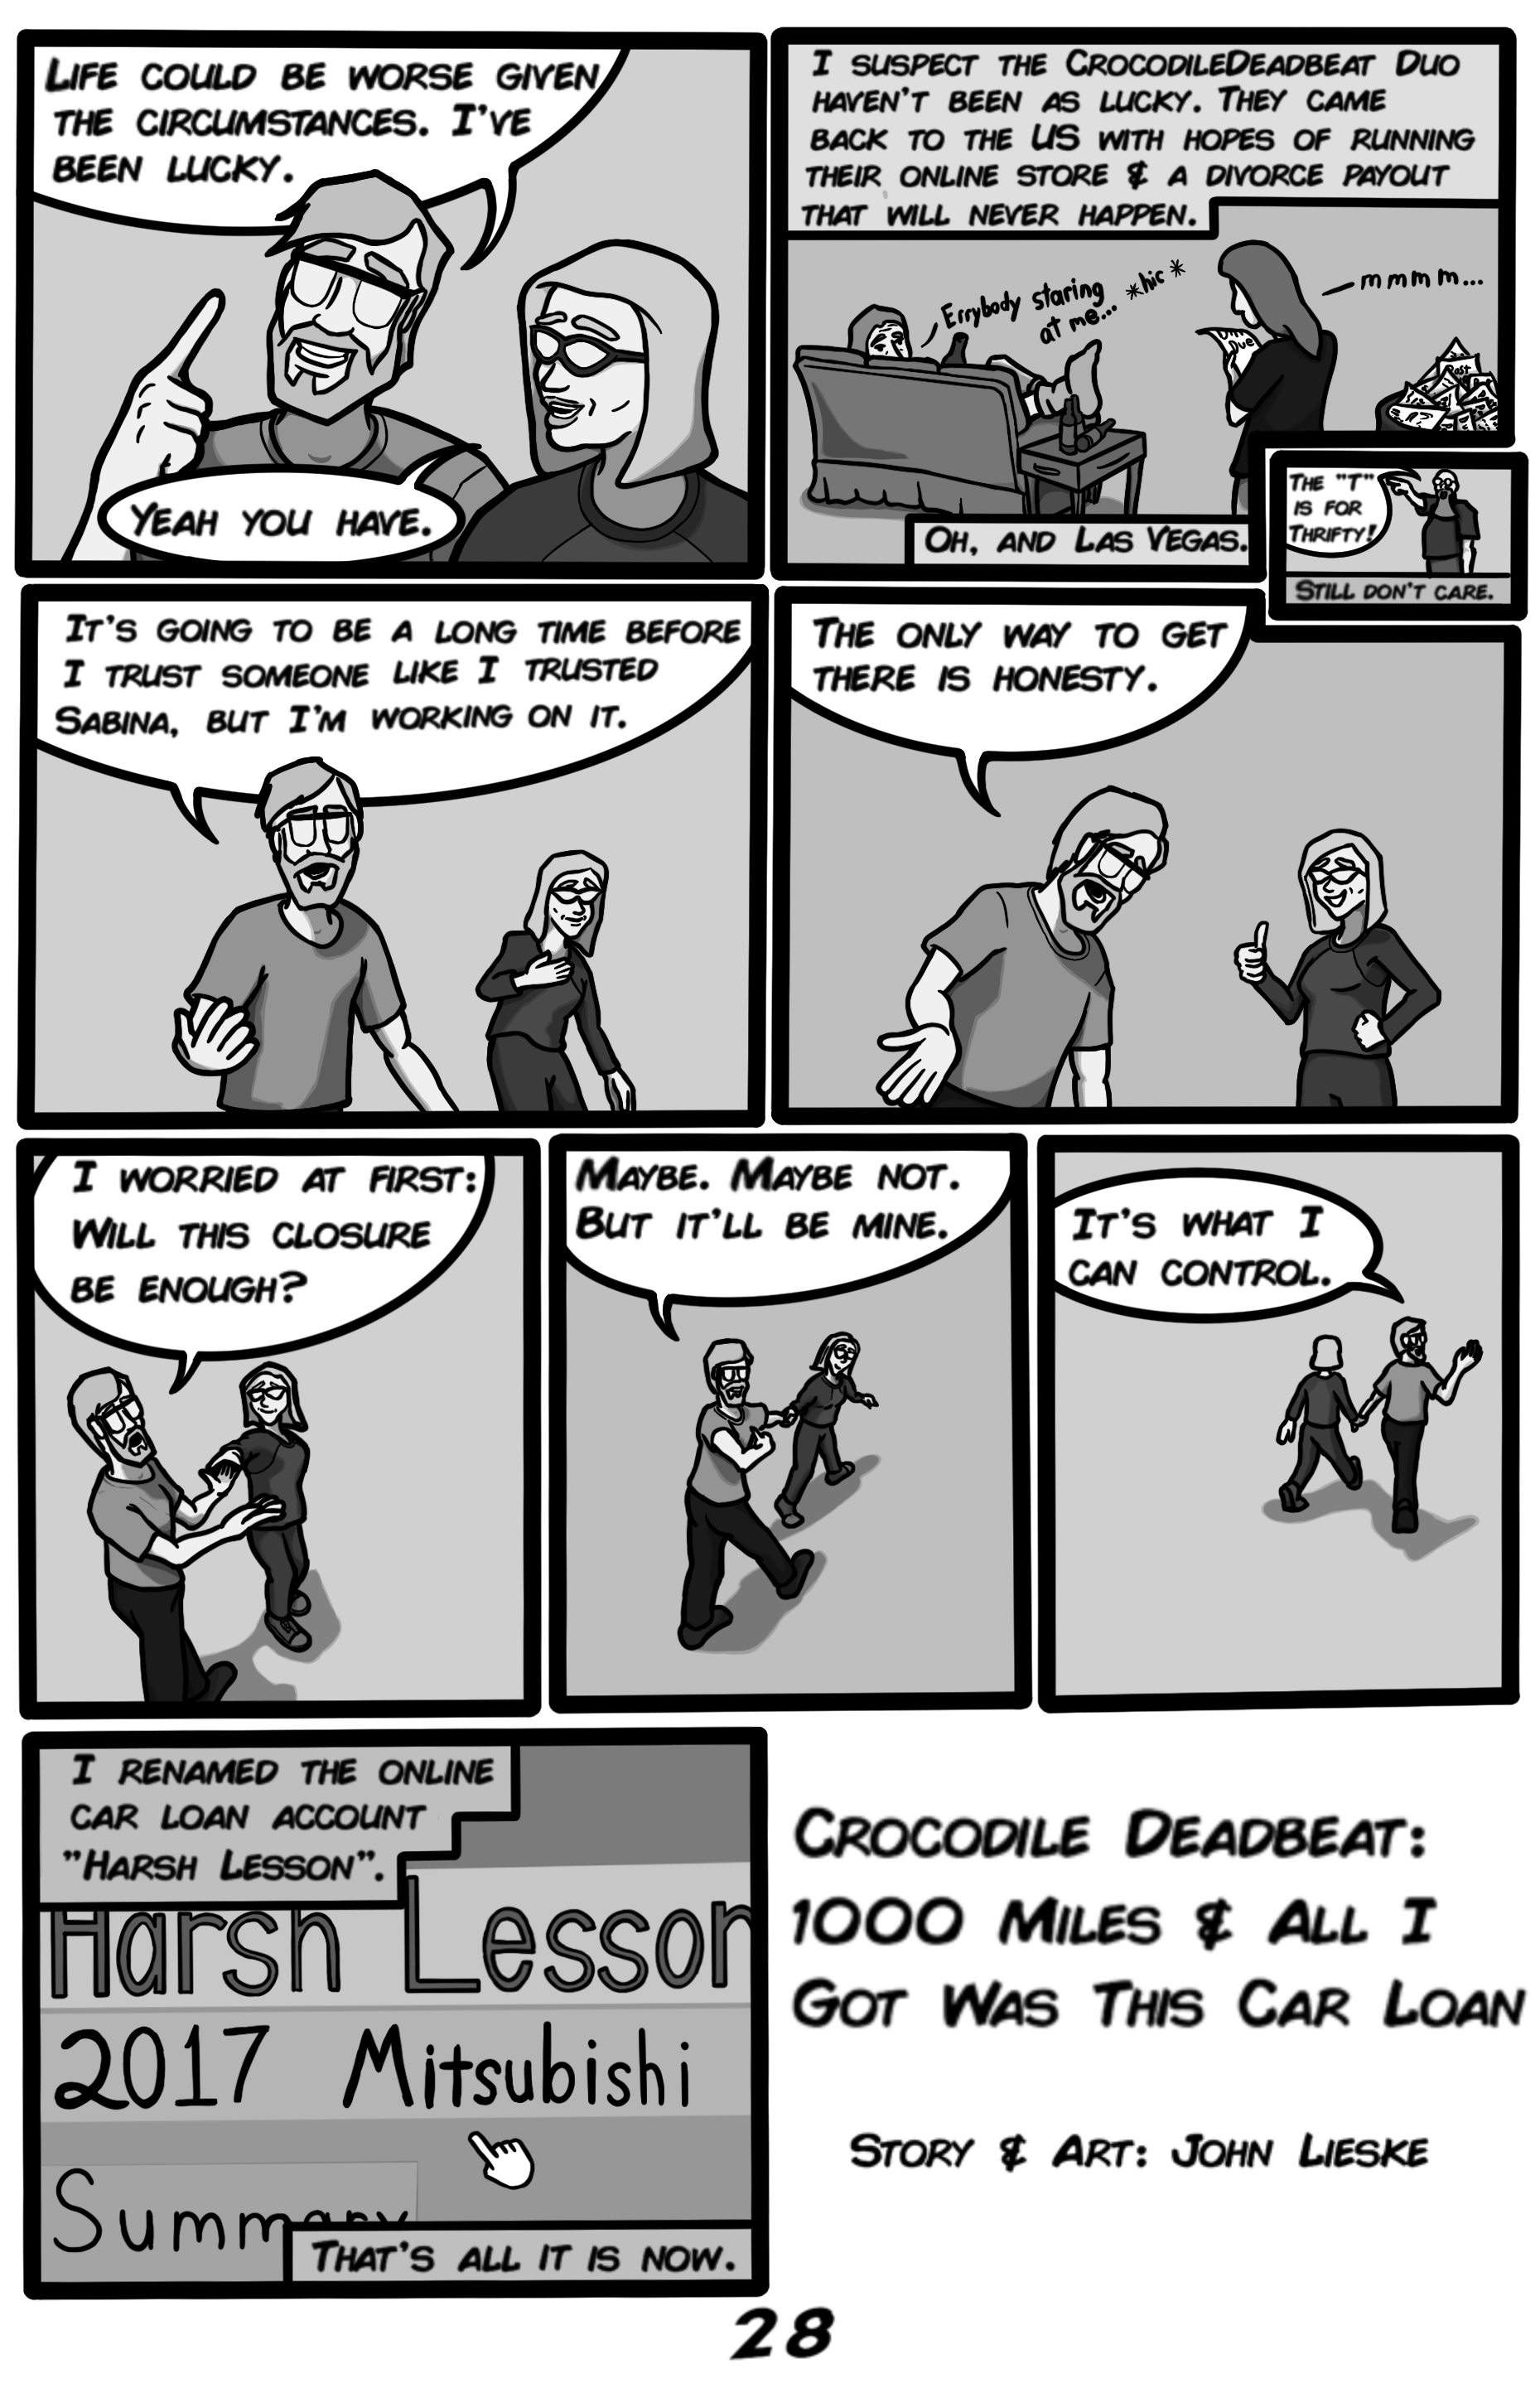 Life could be worse given
the circumstances. I've
been lucky.
Yeah you have.
I suspect the CrocodileDeadbeat Duo
haven't been as lucky. They came
back to the US with hopes of running
their online store & a divorce payout
that will never happen.
Errybody staring
at me... *hic*
mmmm...
Due
Past
Oh, and Las Vegas.
The "T"
is for
Thrifty!
Still don't care.
It's going to be a long time before
I trust someone like I trusted
Sabina, but I'm working on it.
The only way to get
there is honesty.
I worried at first:
Will this closure
be enough?
Maybe. Maybe not.
But it'll be mine.
It's what I
can control.
I renamed the online
car loan account
"Harsh Lesson".
Harsh Lesson
2017 Mitsubishi
Summary
That's all it is now.
Crocodile Deadbeat:
1000 Miles & All I
Got Was This Car Loan
Story & Art: John Lieske
28